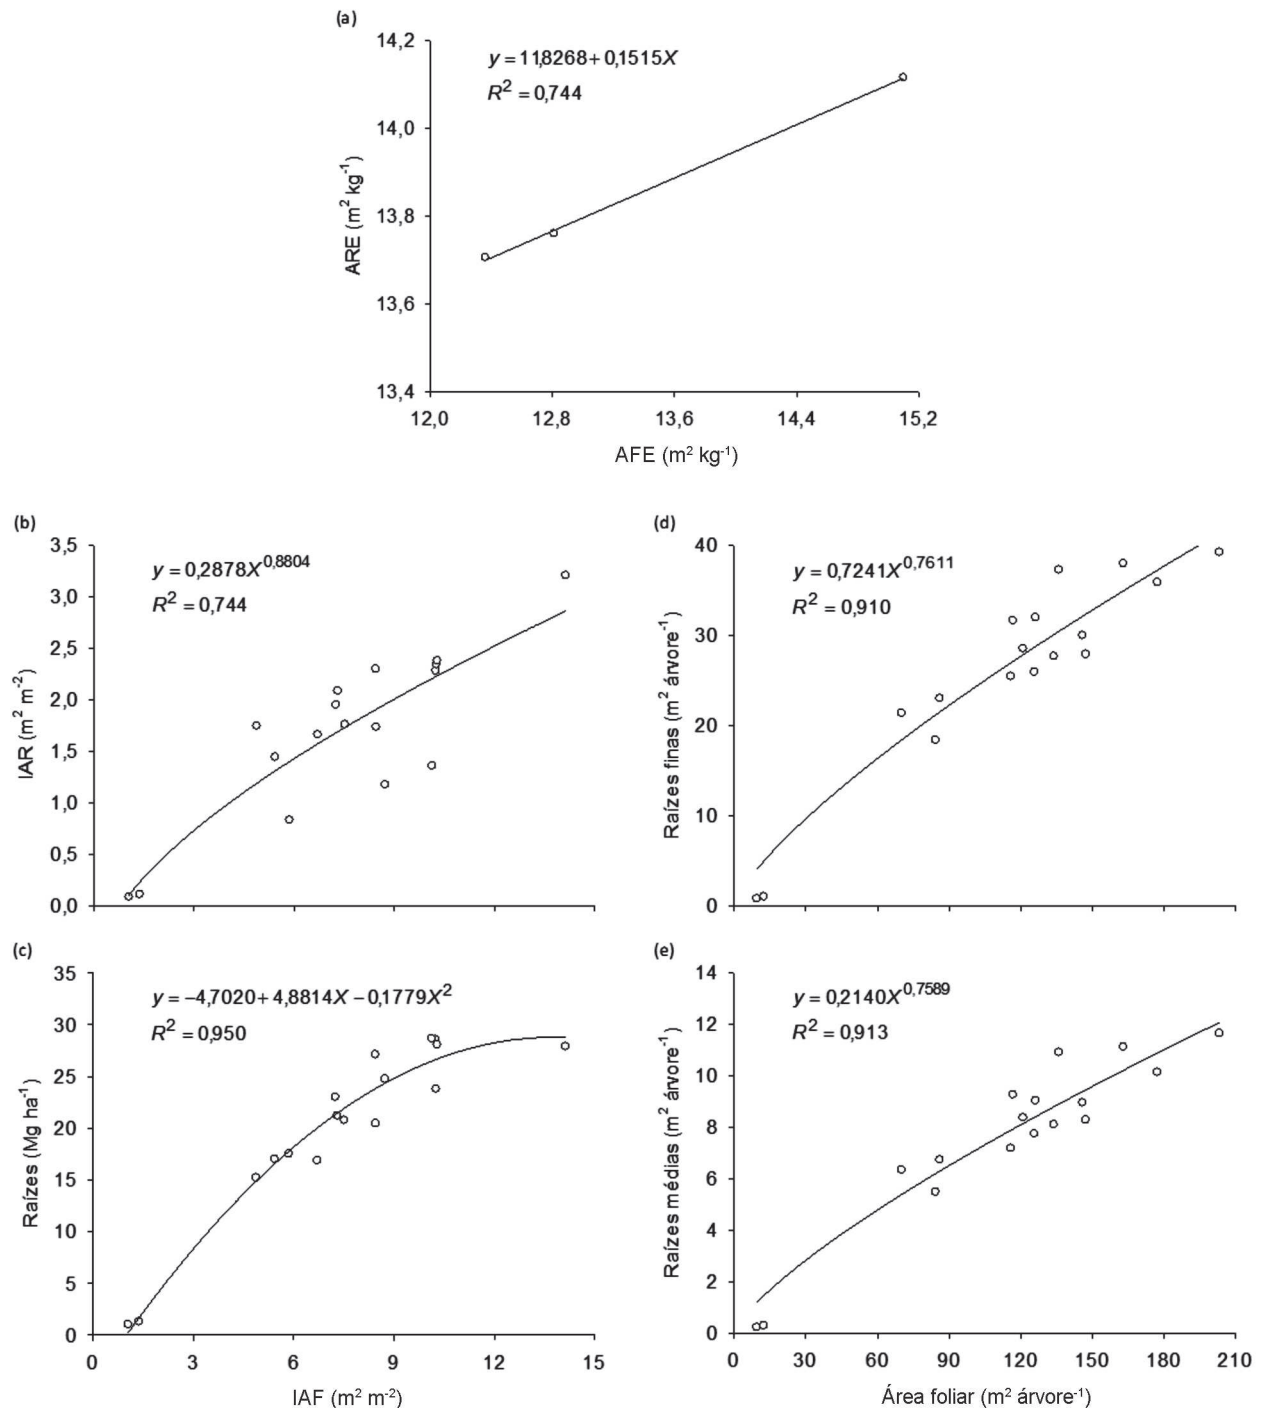 (a)
y = 11,8268 + 0,1515X
R² = 0,744
14,2
14,0
13,8
13,6
13,4
ARE (m² kg⁻¹)
12,0 12,8 13,6 14,4 15,2
AFE (m² kg⁻¹)
(b)
y = 0,2878X^0,8804
R² = 0,744
3,5
3,0
2,5
2,0
1,5
1,0
0,5
0,0
IAR (m² m⁻²)
(d)
y = 0,7241X^0,7611
R² = 0,910
40
30
20
10
0
Raízes finas (m² árvore⁻¹)
(c)
y = −4,7020 + 4,8814X − 0,1779X²
R² = 0,950
35
30
25
20
15
10
5
0
Raízes (Mg ha⁻¹)
0 3 6 9 12 15
IAF (m² m⁻²)
(e)
y = 0,2140X^0,7589
R² = 0,913
14
12
10
8
6
4
2
0
Raízes médias (m² árvore⁻¹)
0 30 60 90 120 150 180 210
Área foliar (m² árvore⁻¹)